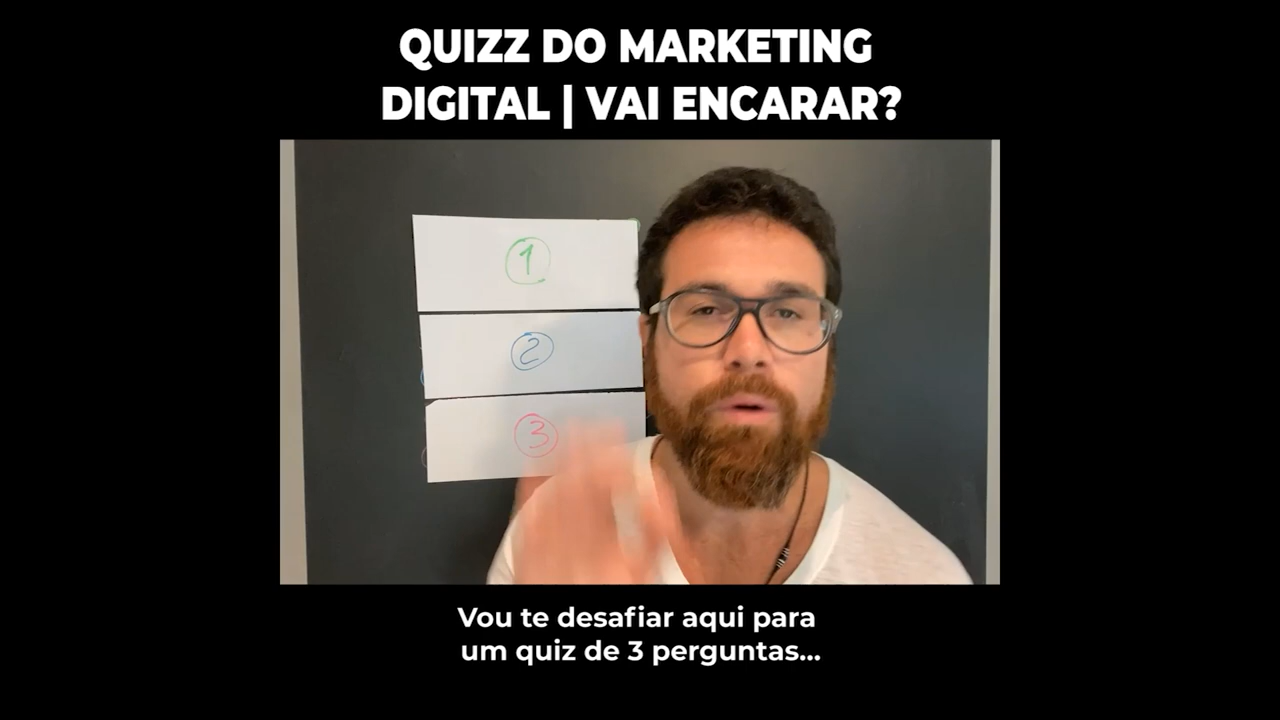 QUIZZ DO MARKETING
DIGITAL | VAI ENCARAR?
1
2
3
Vou te desafiar aqui para
um quiz de 3 perguntas...